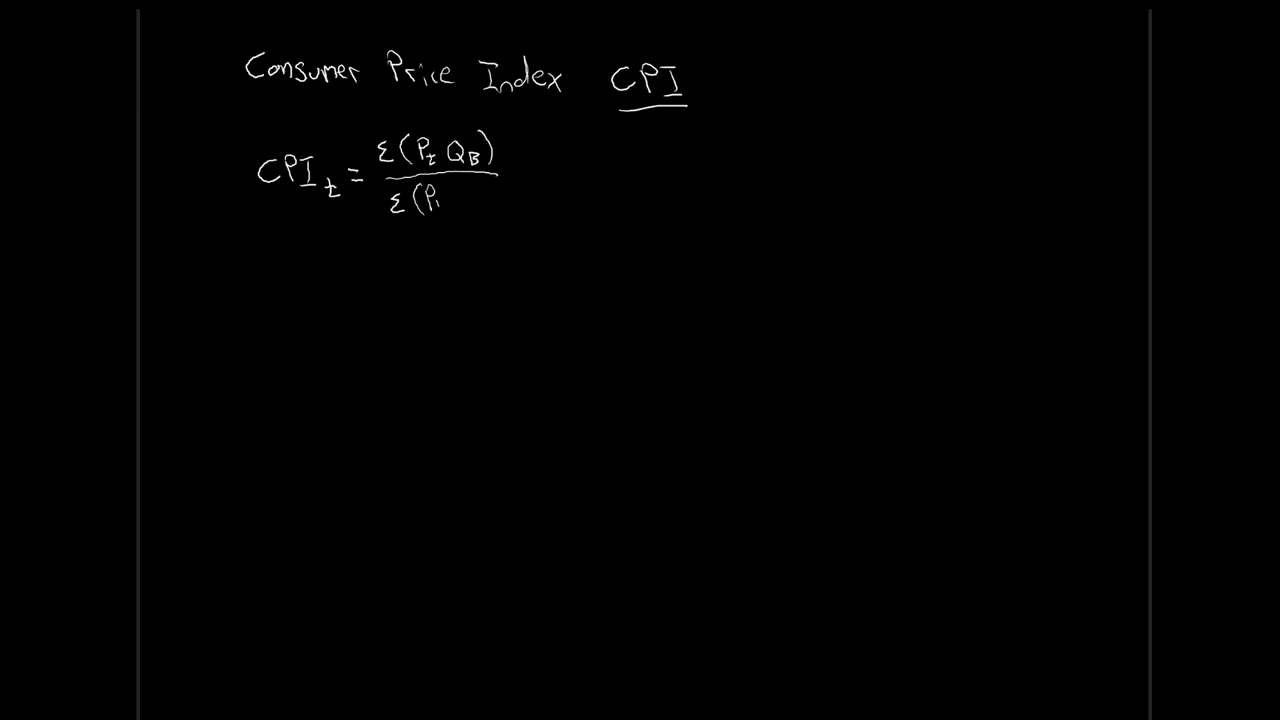 Consumer Price Index CPI
CPI_t = Σ(P_t Q_B)
Σ(P